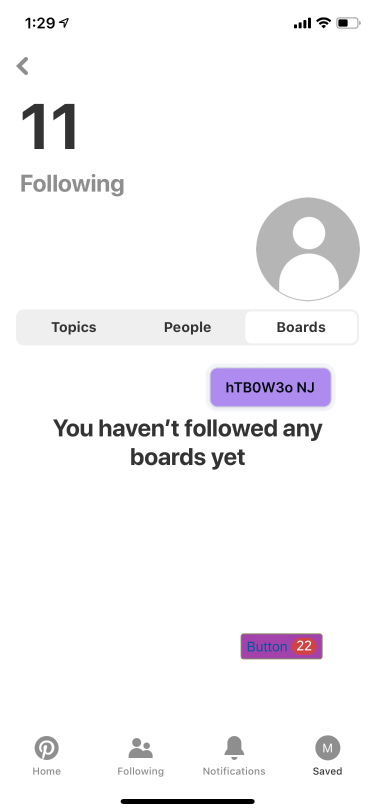 1:29
11
Following
Topics People Boards
hTB0W3o NJ
You haven’t followed any
boards yet
Button 22
M
Home Following Notifications Saved